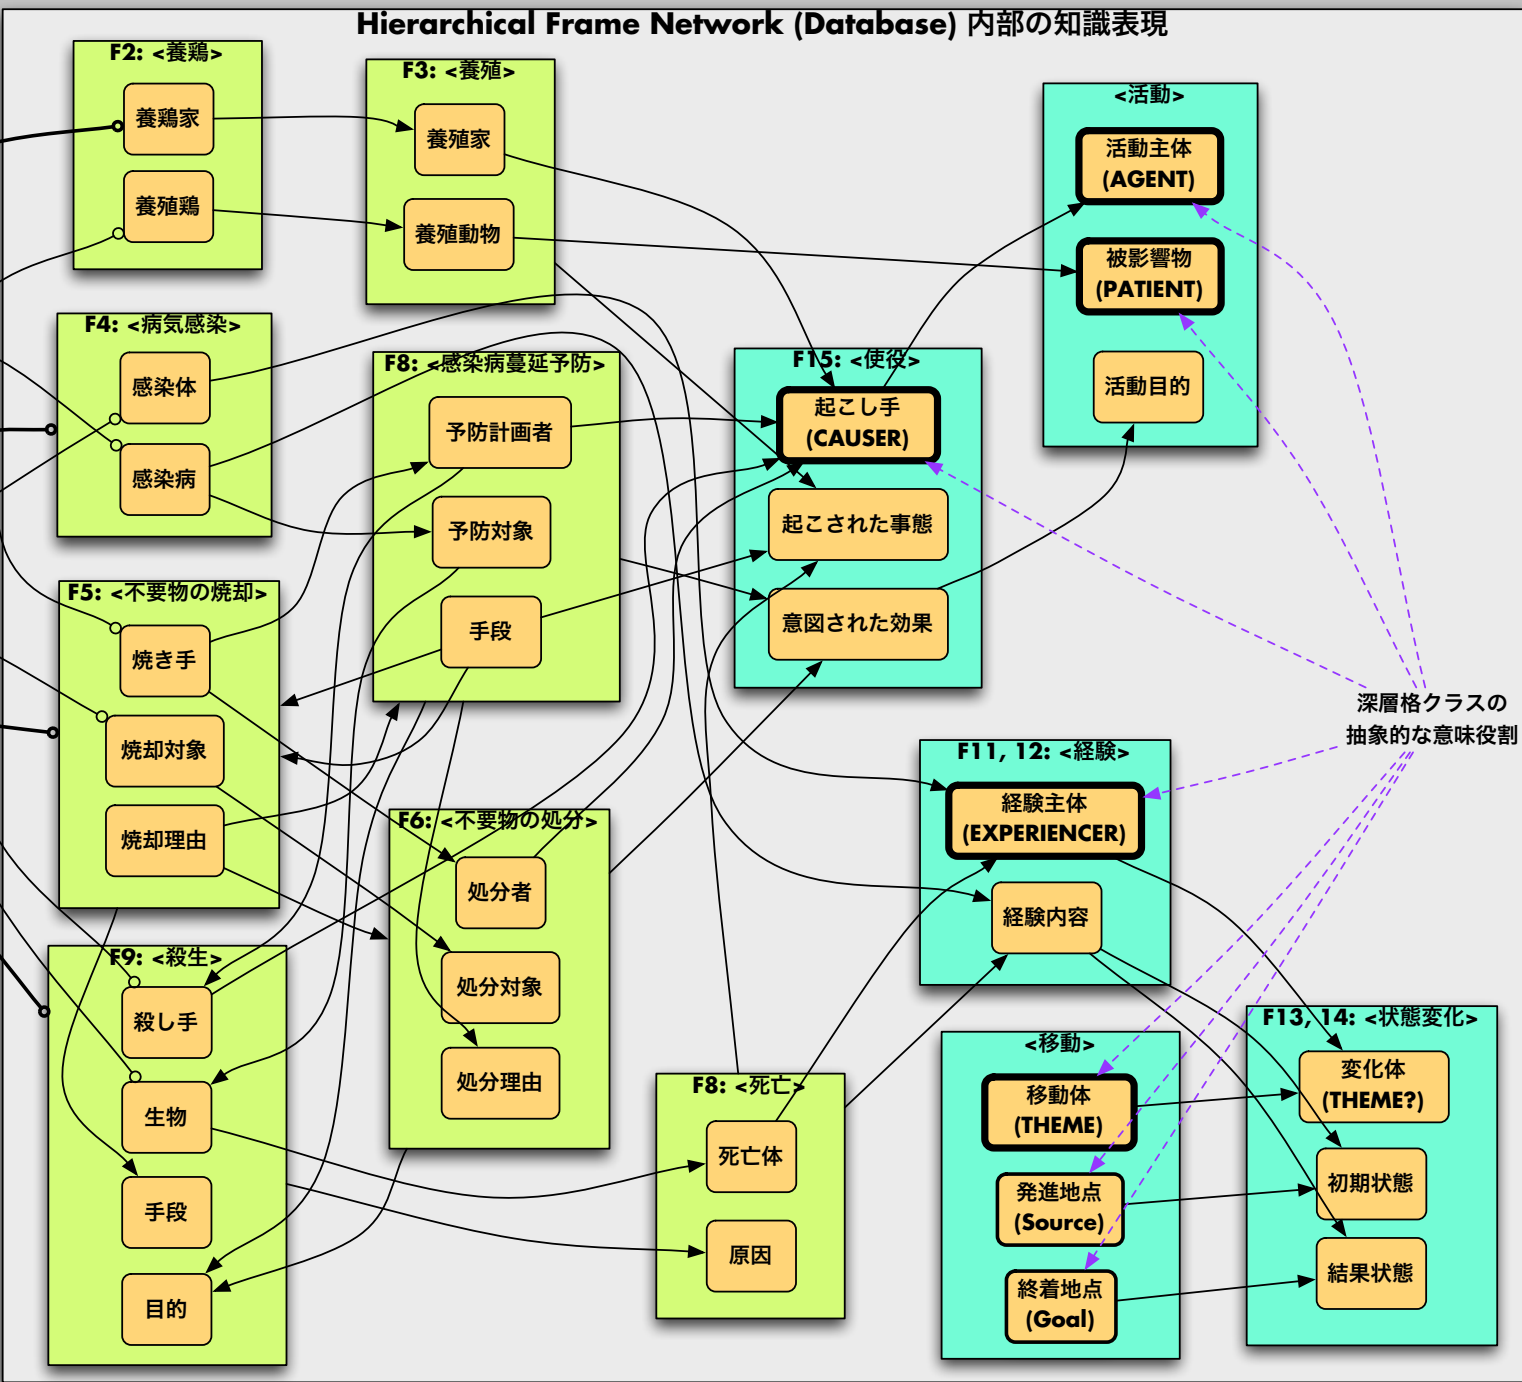 Hierarchical Frame Network (Database) 内部の知識表現
F2: <養鶏>
養鶏家
養殖鶏
F3: <養殖>
養殖家
養殖動物
<活動>
活動主体
(AGENT)
被影響物
(PATIENT)
活動目的
F4: <病気感染>
感染体
感染病
F8: <感染病蔓延予防>
予防計画者
予防対象
手段
F15: <使役>
起こし手
(CAUSER)
起こされた事態
意図された効果
F5: <不要物の焼却>
焼き手
焼却対象
焼却理由
深層格クラスの
抽象的な意味役割
F6: <不要物の処分>
処分者
処分対象
処分理由
F11, 12: <経験>
経験主体
(EXPERIENCER)
経験内容
F9: <殺生>
殺し手
生物
手段
目的
F8: <死亡>
死亡体
原因
<移動>
移動体
(THEME)
発進地点
(Source)
終着地点
(Goal)
F13, 14: <状態変化>
変化体
(THEME?)
初期状態
結果状態